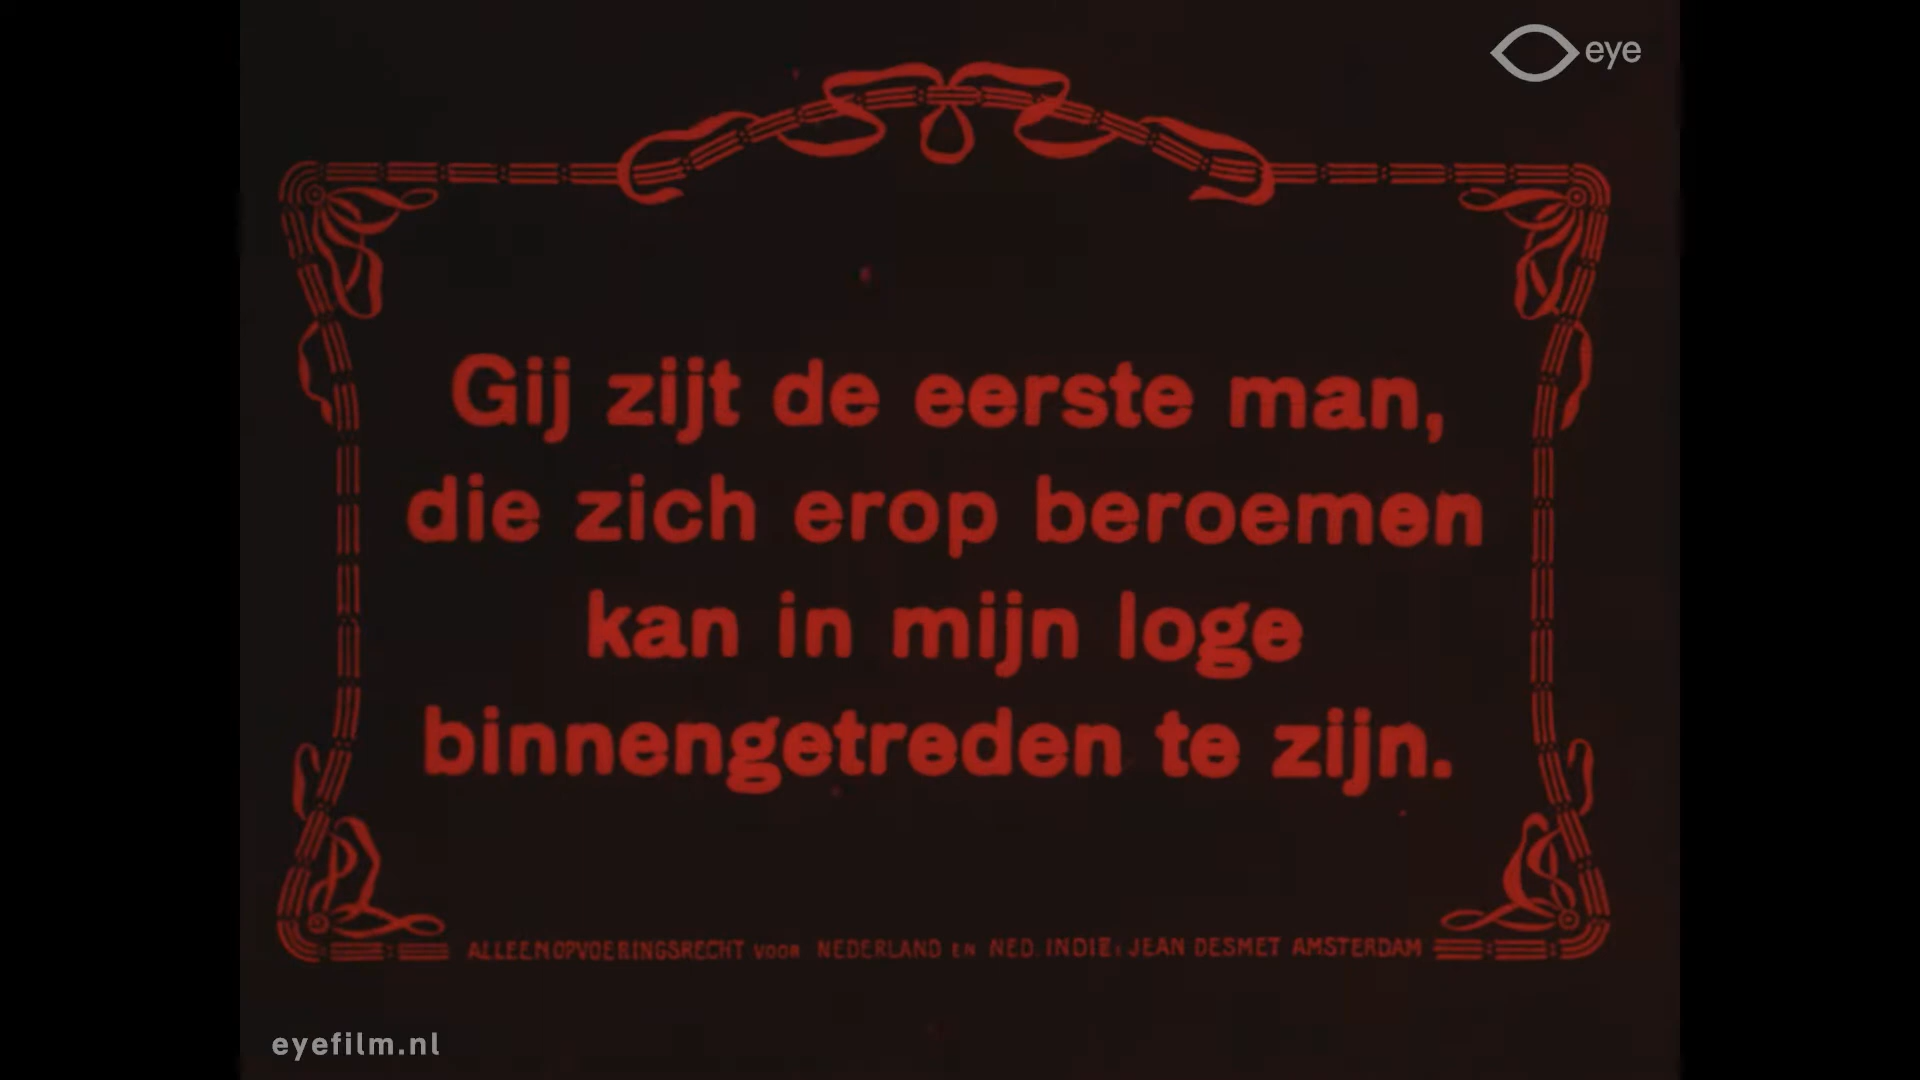 eye
Gij zijt de eerste man,
die zich erop beroemen
kan in mijn loge
binnengetreden te zijn.
ALLEENOPVOERINGSRECHT VOOR NEDERLAND EN NED. INDIE: JEAN DESMET AMSTERDAM
eyefilm.nl